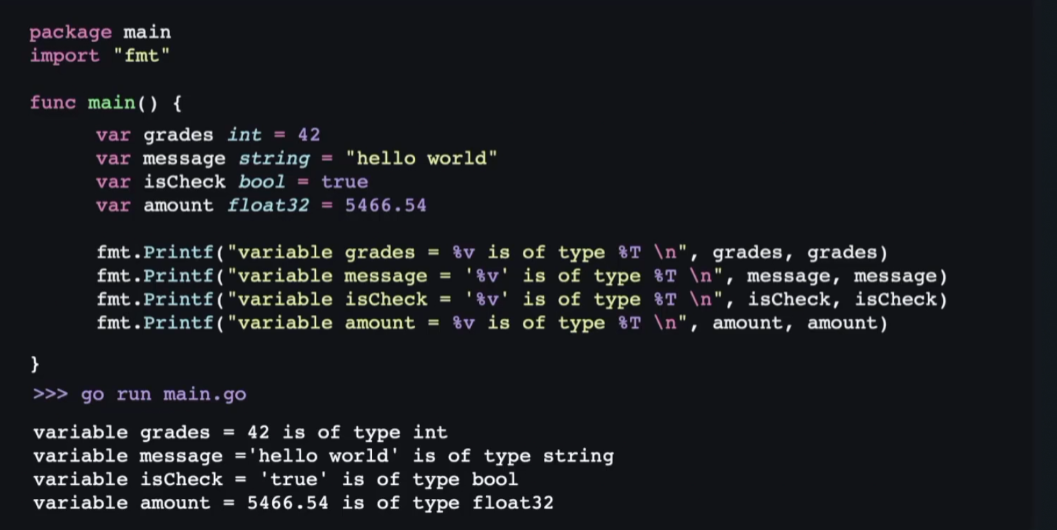 package main
import "fmt"
func main() {
var grades int = 42
var message string = "hello world"
var isCheck bool = true
var amount float32 = 5466.54
fmt.Printf("variable grades = %v is of type %T \n", grades, grades)
fmt.Printf("variable message = '%v' is of type %T \n", message, message)
fmt.Printf("variable isCheck = '%v' is of type %T \n", isCheck, isCheck)
fmt.Printf("variable amount = %v is of type %T \n", amount, amount)
}
>>> go run main.go
variable grades = 42 is of type int
variable message ='hello world' is of type string
variable isCheck = 'true' is of type bool
variable amount = 5466.54 is of type float32